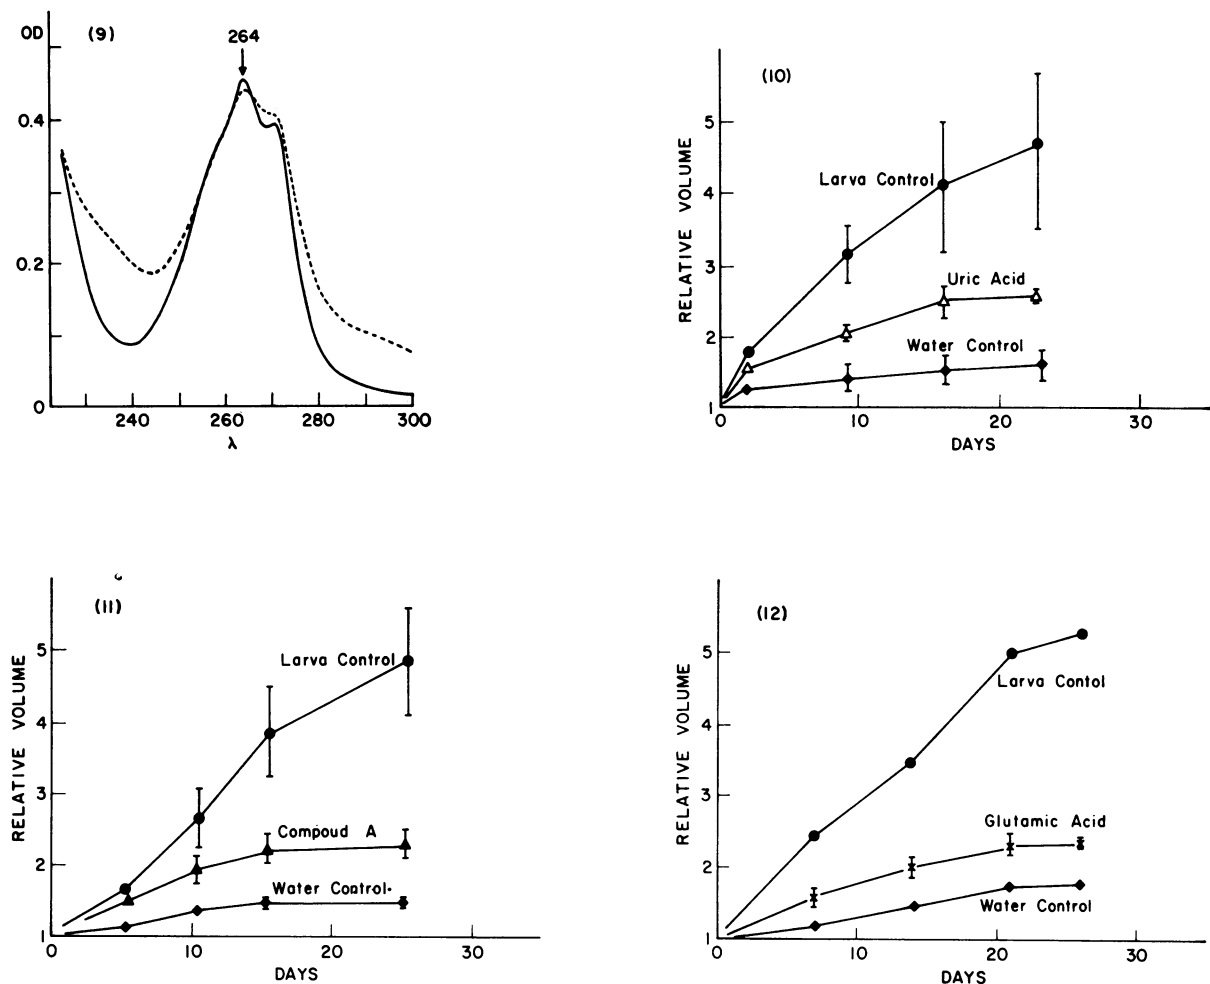 OD
(9)
264
0.4
0.2
0
240
260
280
300
λ
(10)
RELATIVE VOLUME
5
4
3
2
1
Larva Control
Uric Acid
Water Control
0
10
20
30
DAYS
(11)
RELATIVE VOLUME
5
4
3
2
1
Larva Control
Compoud A
Water Control.
0
10
20
30
DAYS
(12)
RELATIVE VOLUME
5
4
3
2
1
Larva Contol
Glutamic Acid
Water Control
0
10
20
30
DAYS